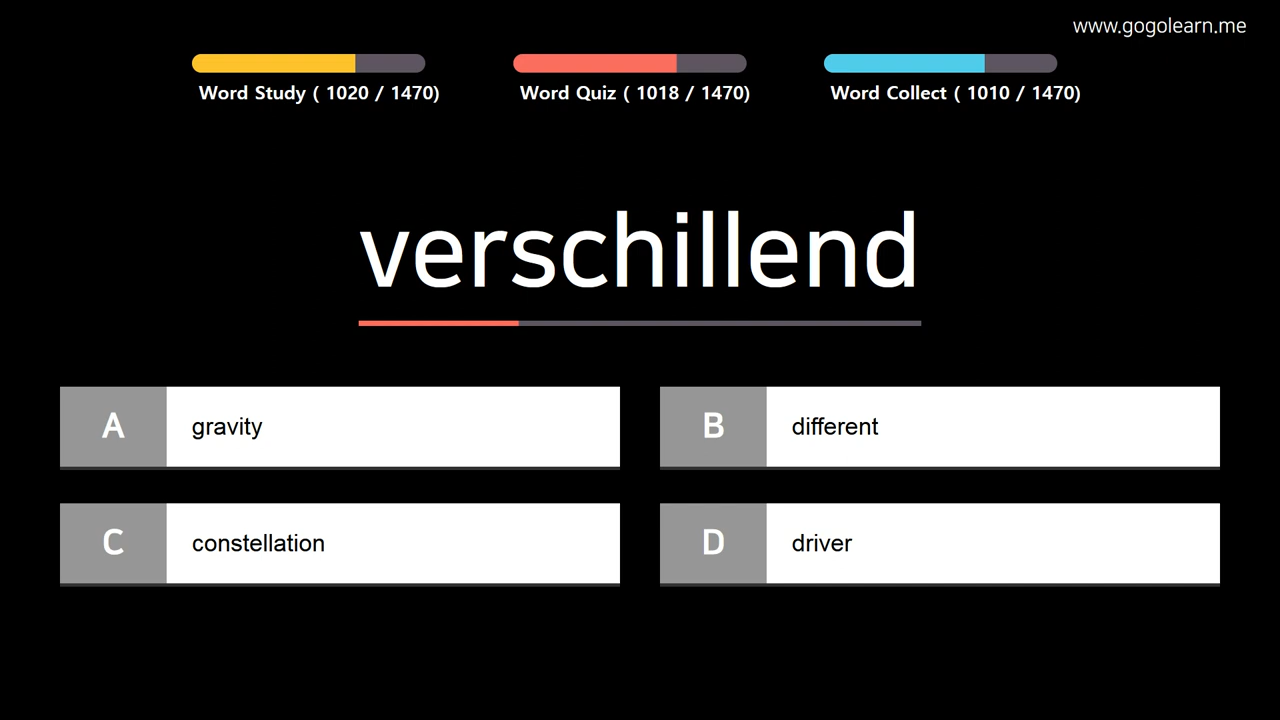 www.gogolearn.me
Word Study ( 1020 / 1470)
Word Quiz ( 1018 / 1470)
Word Collect ( 1010 / 1470)
verschillend
A gravity
B different
C constellation
D driver